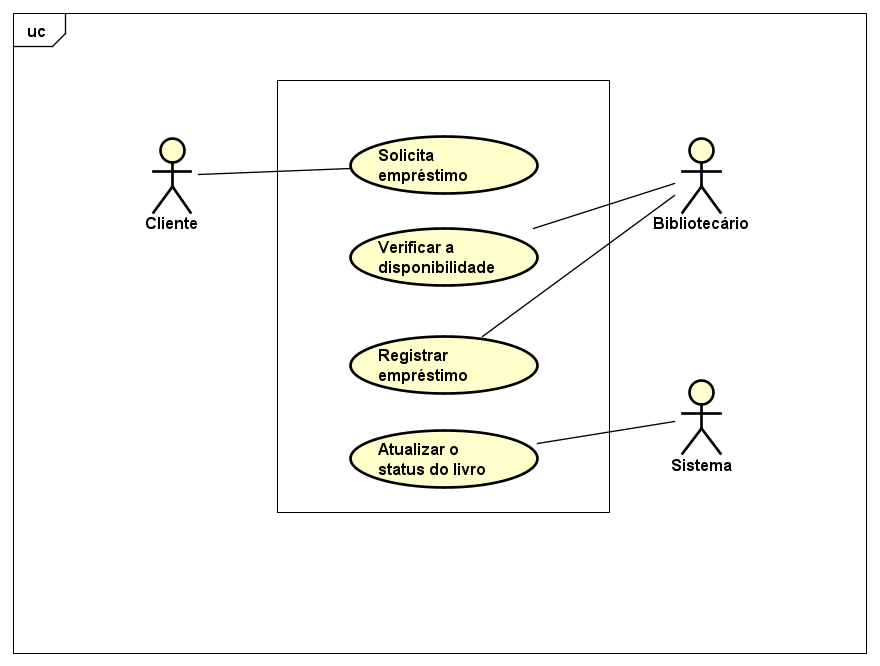 uc
Solicita
empréstimo
Cliente
Bibliotecário
Verificar a
disponibilidade
Registrar
empréstimo
Atualizar o
status do livro
Sistema